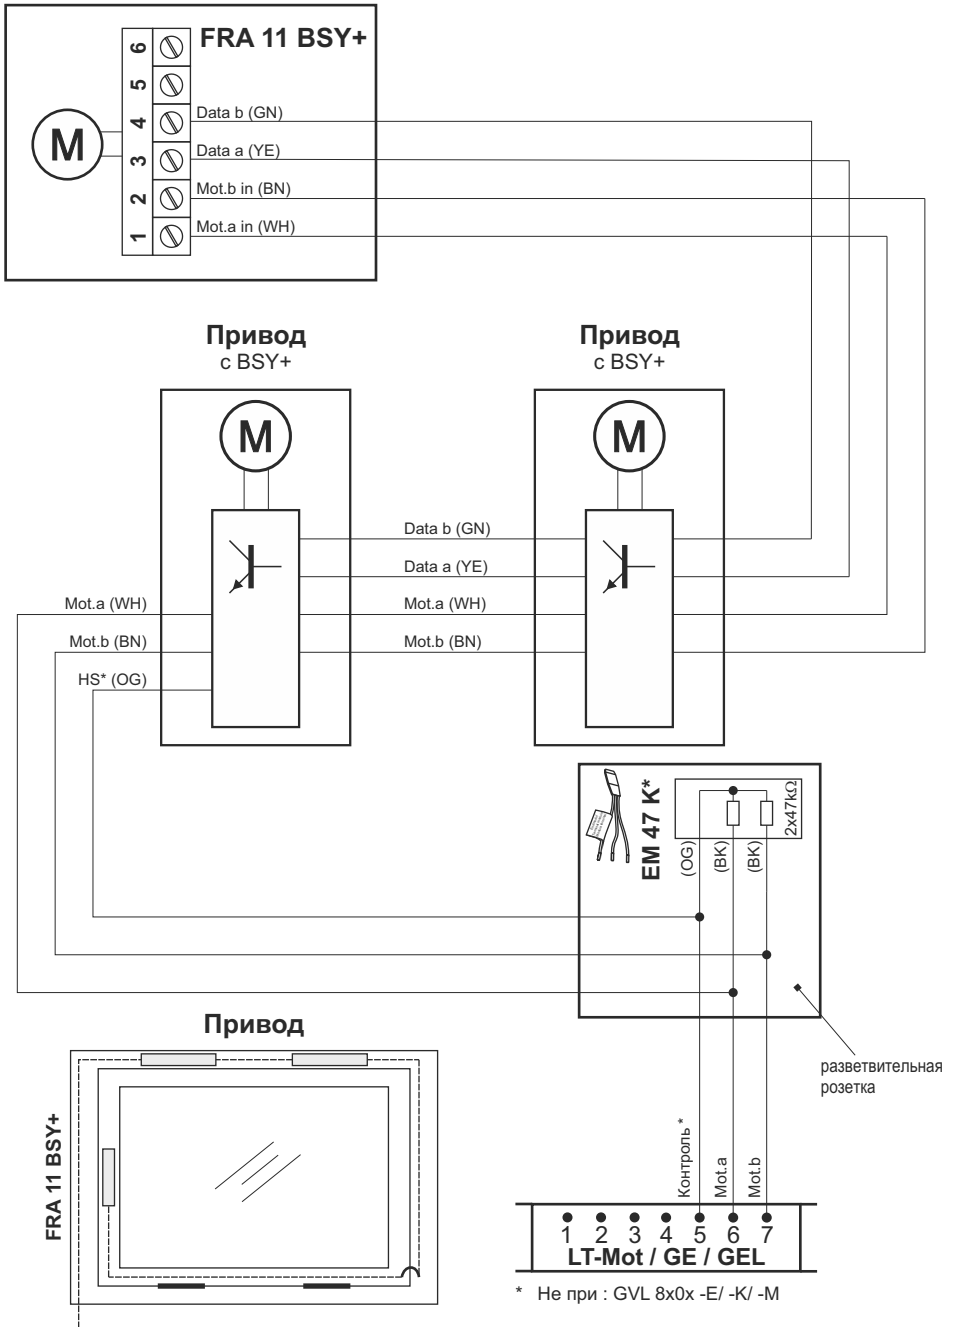 FRA 11 BSY+
6
5
4
3
2
1
M
Data b (GN)
Data a (YE)
Mot.b in (BN)
Mot.a in (WH)
Привод
с BSY+
Привод
с BSY+
M
M
Data b (GN)
Data a (YE)
Mot.a (WH)
Mot.b (BN)
Mot.a (WH)
Mot.b (BN)
HS* (OG)
EM 47 K*
2x47kΩ
(OG)
(BK)
(BK)
разветвительная
розетка
Привод
FRA 11 BSY+
Контроль *
Mot.a
Mot.b
1 2 3 4 5 6 7
LT-Mot / GE / GEL
* Не при : GVL 8x0x -E/ -K/ -M